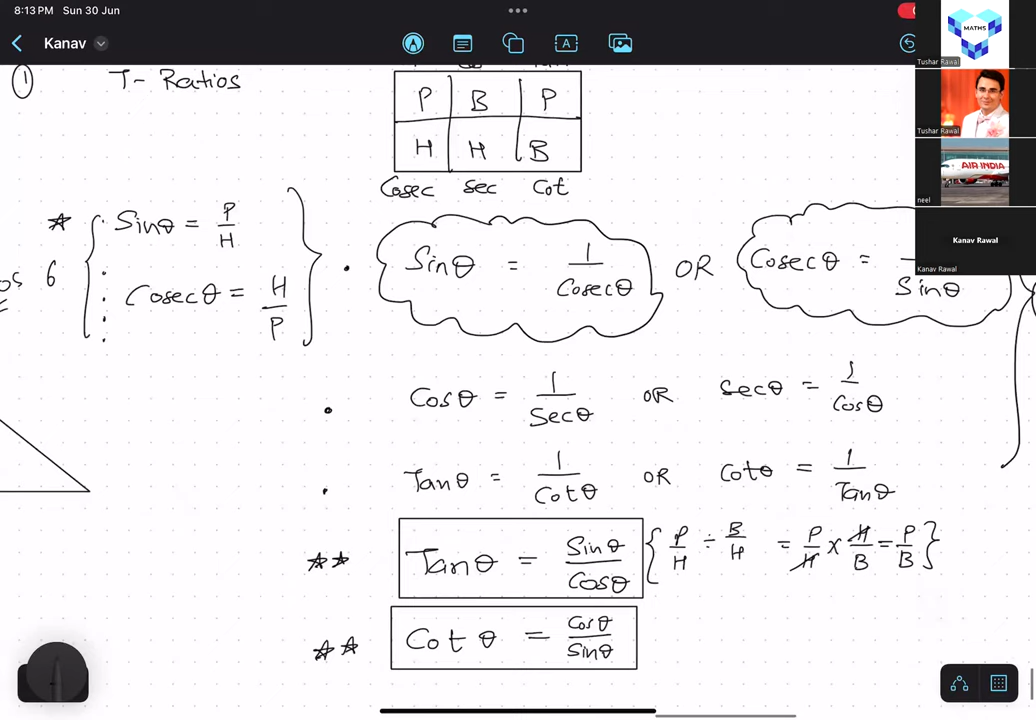 8:13 PM Sun 30 Jun
Kanav
MATHS
Tushar Rawal
Tushar Rawal
AIR INDIA
neel
Kanav Rawal
Kanav Rawal
① T- Ratios
P B P
H H B
Cosec sec Cot
Sinθ = P/H
Cosecθ = H/P
6
• Sinθ = 1/Cosecθ OR Cosecθ = /Sinθ
• Cosθ = 1/Secθ OR secθ = 1/Cosθ
• Tanθ = 1/Cotθ OR Cotθ = 1/Tanθ
Tanθ = Sinθ/Cosθ { P/H ÷ B/H = P/H × H/B = P/B }
Cot θ = Cosθ/Sinθ